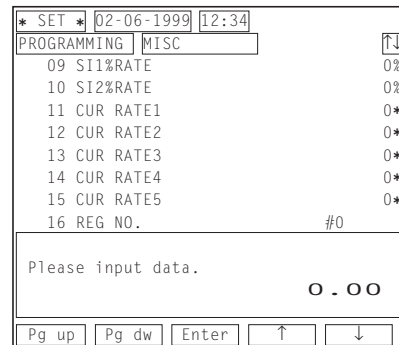 * SET * 02-06-1999 12:34
PROGRAMMING MISC ↑↓
09 SI1%RATE 0%
10 SI2%RATE 0%
11 CUR RATE1 0*
12 CUR RATE2 0*
13 CUR RATE3 0*
14 CUR RATE4 0*
15 CUR RATE5 0*
16 REG NO. #0
Please input data.
0.00
Pg up Pg dw Enter ↑ ↓